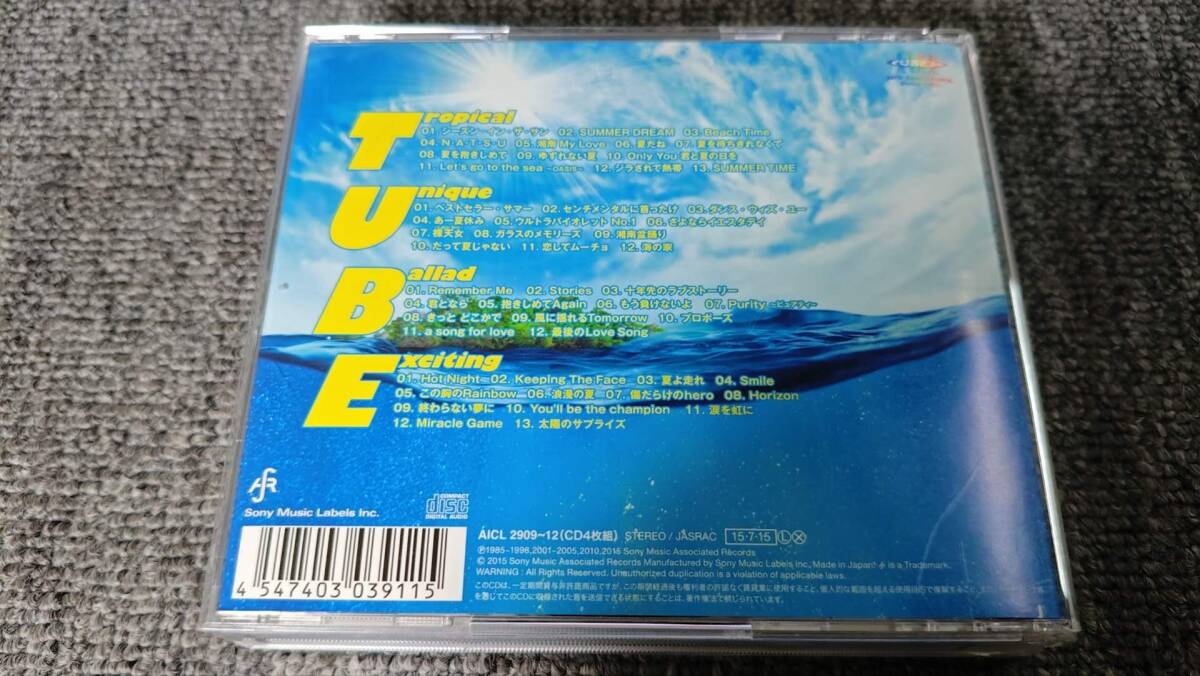 Tropical
01. シーズン・イン・ザ・サン 02. SUMMER DREAM 03. Beach Time
04. N・A・T・S・U 05. 湘南 My Love 06. 夏だね 07. 夏を待ちきれなくて
08. 夏を抱きしめて 09. ゆずれない夏 10. Only You 君と夏の日を
11. Let's go to the sea ~OASIS~ 12. ジラされて熱帯 13. SUMMER TIME
Unique
01. ベストセラー・サマー 02. センチメンタルに首ったけ 03. ダンス・ウィズ・ユー
04. あー夏休み 05. ウルトラバイオレット No.1 06. さよならイエスタデイ
07. 裸天女 08. ガラスのメモリーズ 09. 湘南盆踊り
10. だって夏じゃない 11. 恋してムーチョ 12. 海の家
Ballad
01. Remember Me 02. Stories 03. 十年先のラブストーリー
04. 君となら 05. 抱きしめてAgain 06. もう負けないよ 07. Purity ~ピュアティー~
08. きっと どこかで 09. 風に揺れるTomorrow 10. プロポーズ
11. a song for love 12. 最後のLove Song
Exciting
01. Hot Night 02. Keeping The Face 03. 夏よ走れ 04. Smile
05. この胸のRainbow 06. 浪漫の夏 07. 傷だらけのhero 08. Horizon
09. 終わらない夢に 10. You'll be the champion 11. 涙を虹に
12. Miracle Game 13. 太陽のサプライズ
Sony Music Labels Inc.
COMPACT
disc
DIGITAL AUDIO
AICL 2909~12(CD4枚組) STEREO / JASRAC 15・7・15 Ⓛ Ⓧ
Ⓟ1985-1998,2001-2005,2010,2015 Sony Music Associated Records
© 2015 Sony Music Associated Records Manufactured by Sony Music Labels Inc., Made in Japan is a Trademark.
WARNING : All Rights Reserved. Unauthorized duplication is a violation of applicable laws.
4 547403 039115